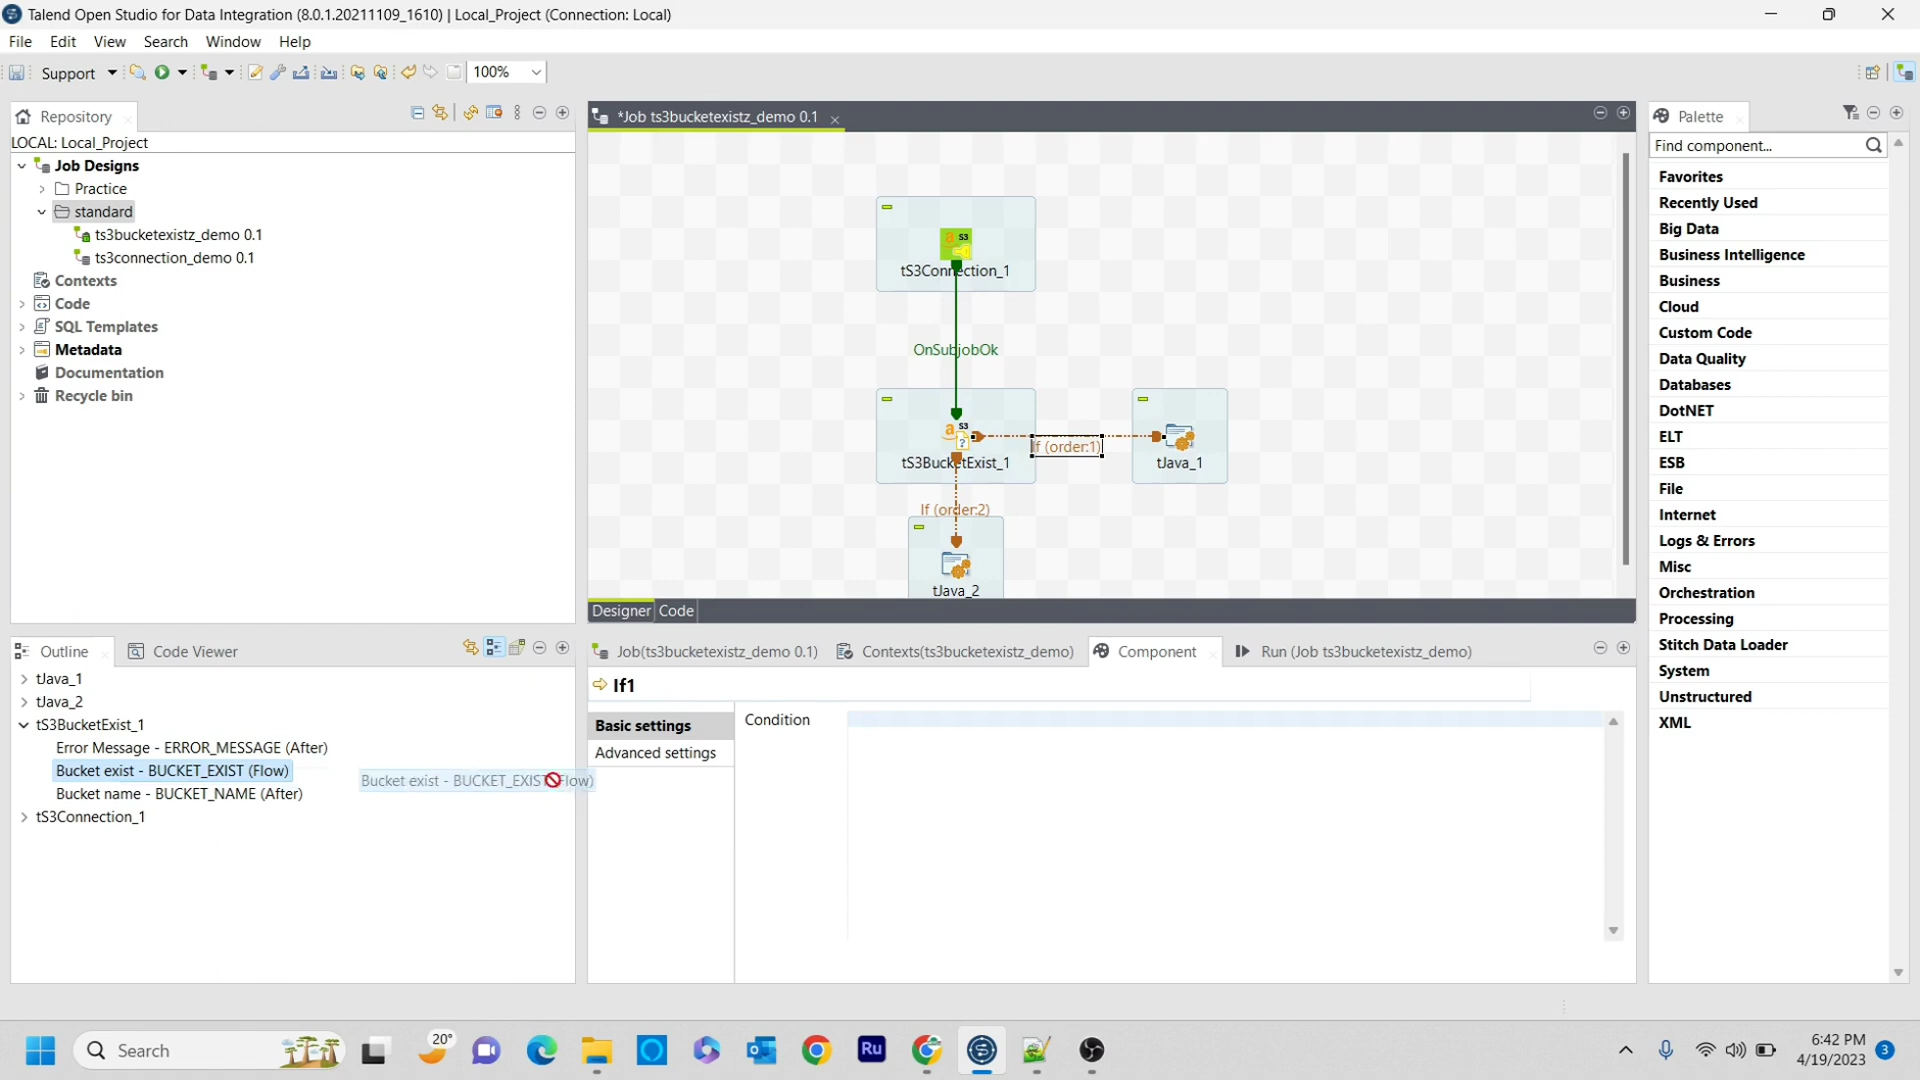 Talend Open Studio for Data Integration (8.0.1.20211109_1610) | Local_Project (Connection: Local)
File Edit View Search Window Help
Support 100%
Repository
LOCAL: Local_Project
Job Designs
Practice
standard
ts3bucketexistz_demo 0.1
ts3connection_demo 0.1
Contexts
Code
SQL Templates
Metadata
Documentation
Recycle bin
*Job ts3bucketexistz_demo 0.1
tS3Connection_1
OnSubjobOk
tS3BucketExist_1
If (order:1)
tJava_1
If (order:2)
tJava_2
Designer Code
Palette
Find component...
Favorites
Recently Used
Big Data
Business Intelligence
Business
Cloud
Custom Code
Data Quality
Databases
DotNET
ELT
ESB
File
Internet
Logs & Errors
Misc
Orchestration
Processing
Stitch Data Loader
System
Unstructured
XML
Outline Code Viewer
tJava_1
tJava_2
tS3BucketExist_1
Error Message - ERROR_MESSAGE (After)
Bucket exist - BUCKET_EXIST (Flow)
Bucket name - BUCKET_NAME (After)
tS3Connection_1
Bucket exist - BUCKET_EXIST (Flow)
Job(ts3bucketexistz_demo 0.1) Contexts(ts3bucketexistz_demo) Component Run (Job ts3bucketexistz_demo)
If1
Basic settings
Advanced settings
Condition
Search
20°
Ru
6:42 PM
4/19/2023
3